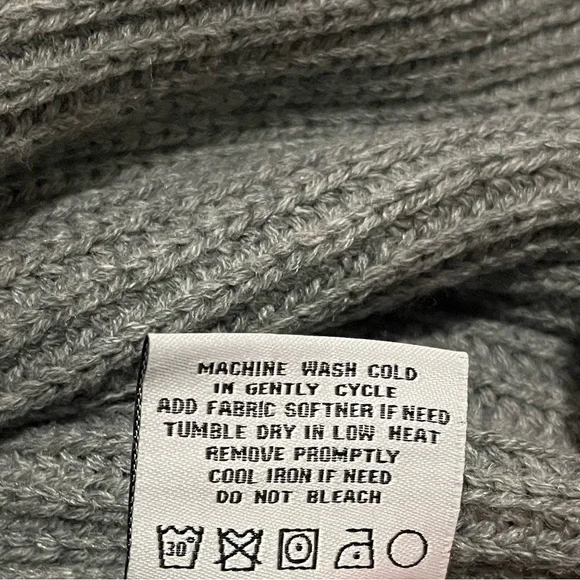 MACHINE WASH COLD
IN GENTLY CYCLE
ADD FABRIC SOFTNER IF NEED
TUMBLE DRY IN LOW HEAT
REMOVE PROMPTLY
COOL IRON IF NEED
DO NOT BLEACH
30°